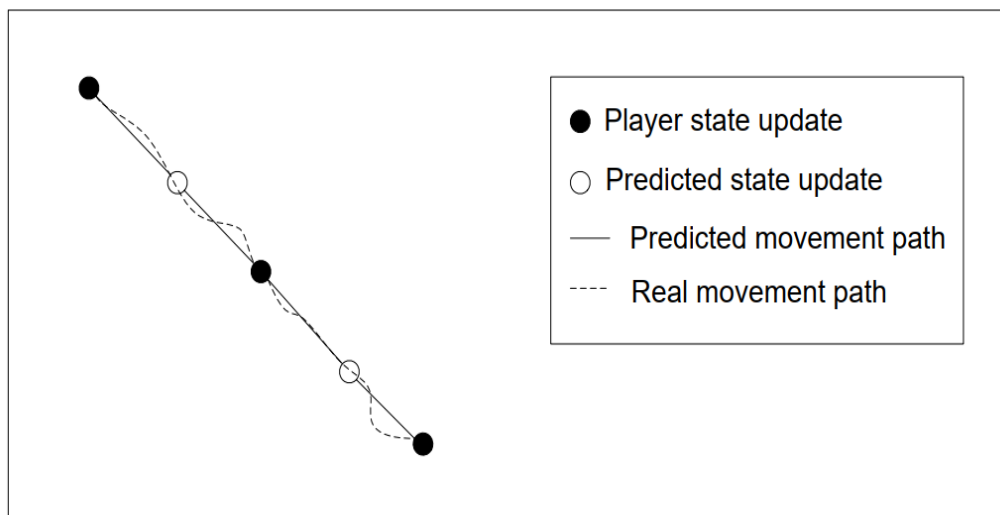 Player state update
Predicted state update
Predicted movement path
Real movement path